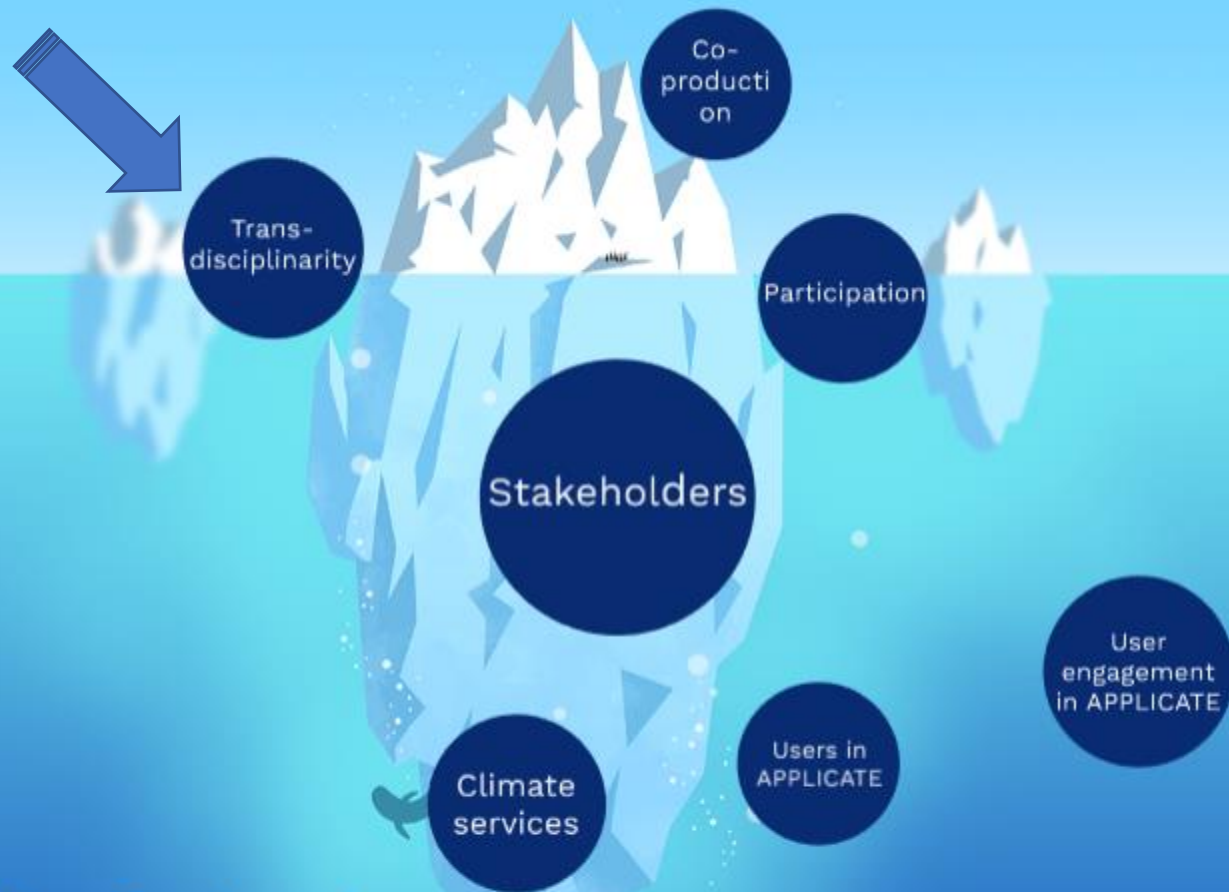 Co-
producti
on
Trans-
disciplinarity
Participation
Stakeholders
User
engagement
in APPLICATE
Users in
APPLICATE
Climate
services